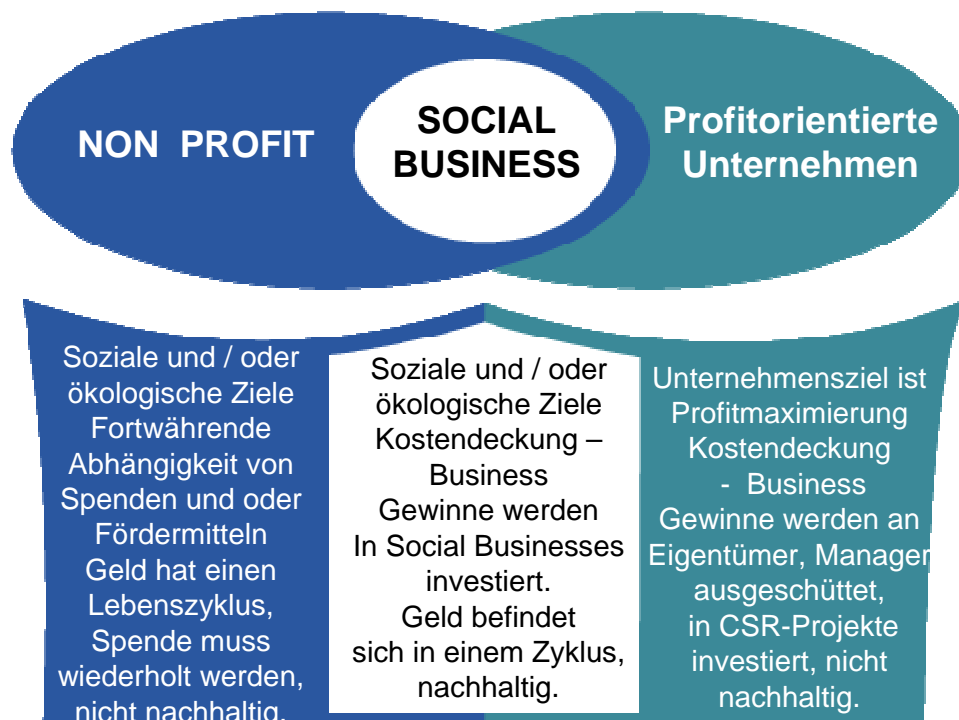 NON PROFIT
SOCIAL
BUSINESS
Profitorientierte
Unternehmen
Soziale und / oder
ökologische Ziele
Fortwährende
Abhängigkeit von
Spenden und oder
Fördermitteln
Geld hat einen
Lebenszyklus,
Spende muss
wiederholt werden,
nicht nachhaltig.
Soziale und / oder
ökologische Ziele
Kostendeckung –
Business
Gewinne werden
In Social Businesses
investiert.
Geld befindet
sich in einem Zyklus,
nachhaltig.
Unternehmensziel ist
Profitmaximierung
Kostendeckung
- Business
Gewinne werden an
Eigentümer, Manager
ausgeschüttet,
in CSR-Projekte
investiert, nicht
nachhaltig.